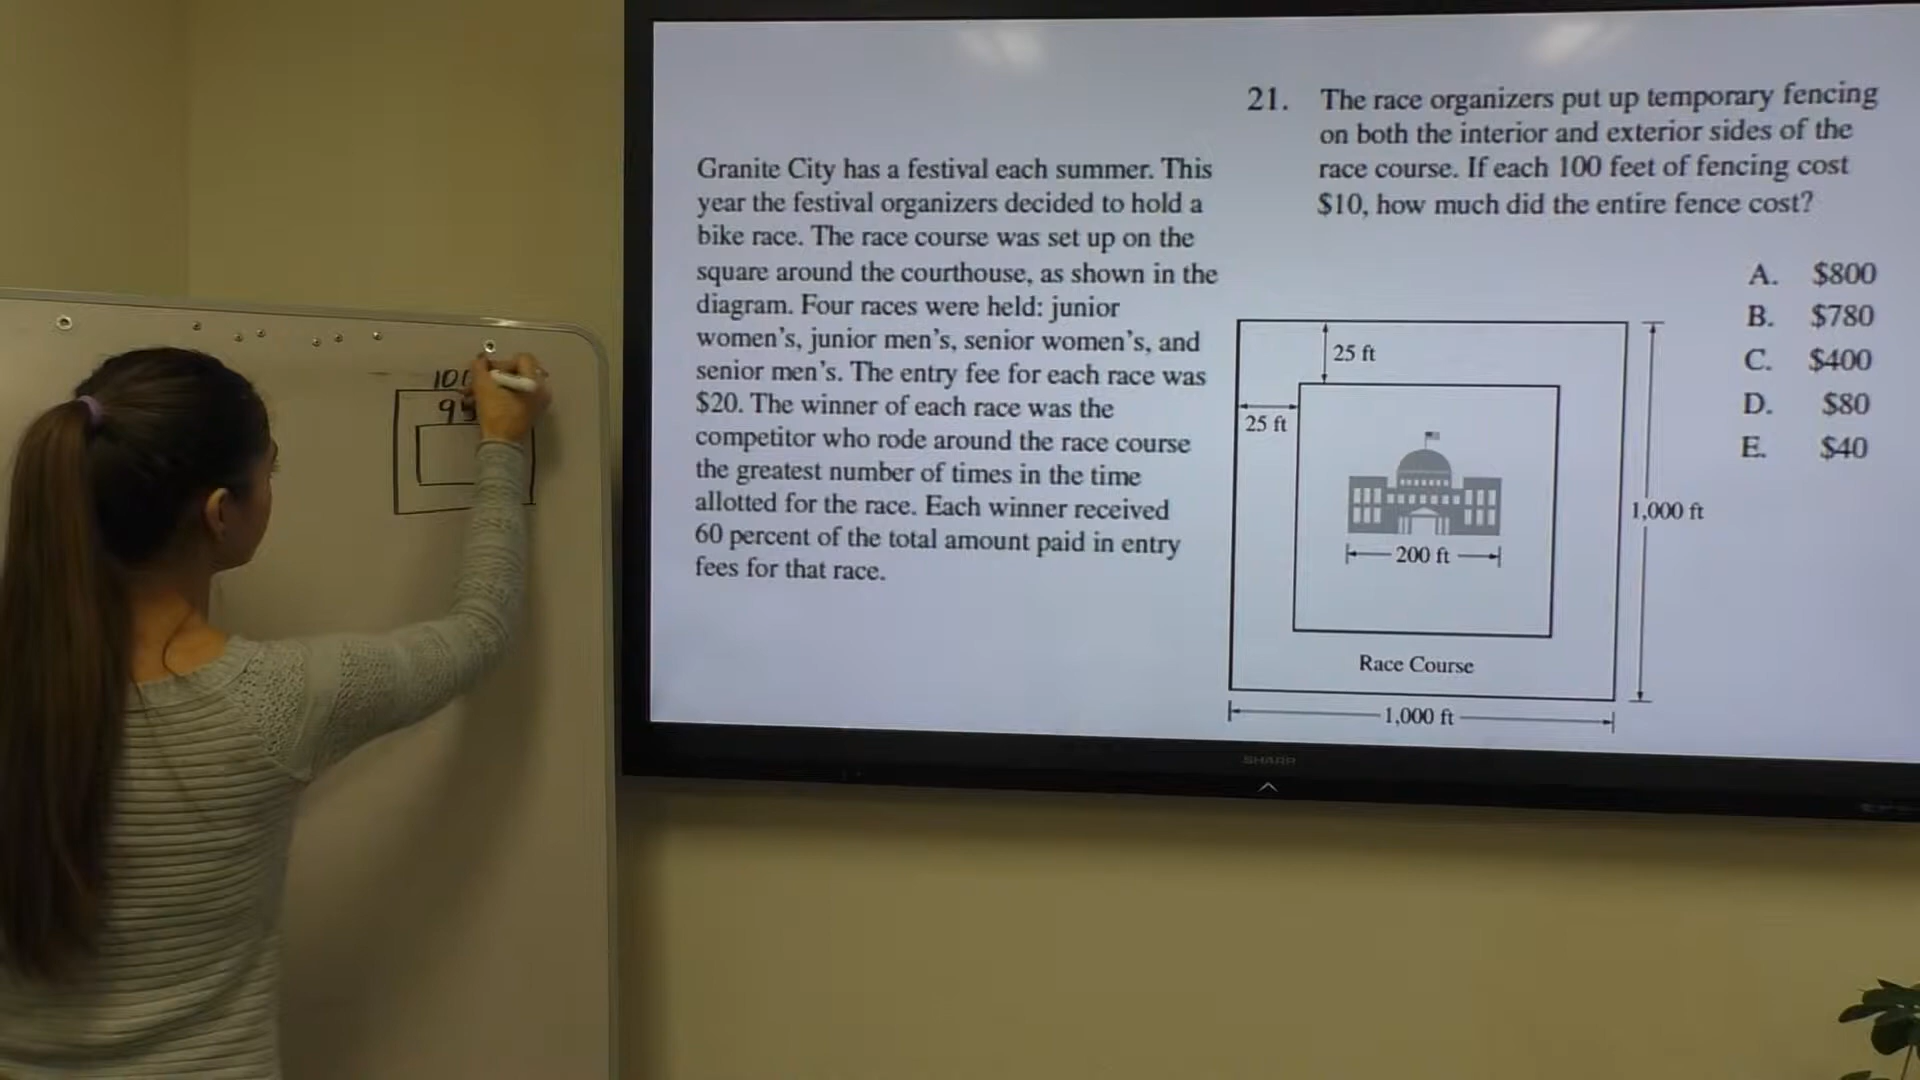 Granite City has a festival each summer. This
year the festival organizers decided to hold a
bike race. The race course was set up on the
square around the courthouse, as shown in the
diagram. Four races were held: junior
women's, junior men's, senior women's, and
senior men's. The entry fee for each race was
$20. The winner of each race was the
competitor who rode around the race course
the greatest number of times in the time
allotted for the race. Each winner received
60 percent of the total amount paid in entry
fees for that race.
21. The race organizers put up temporary fencing
on both the interior and exterior sides of the
race course. If each 100 feet of fencing cost
$10, how much did the entire fence cost?
A. $800
B. $780
C. $400
D. $80
E. $40
25 ft
25 ft
200 ft
1,000 ft
Race Course
1,000 ft
SHARP